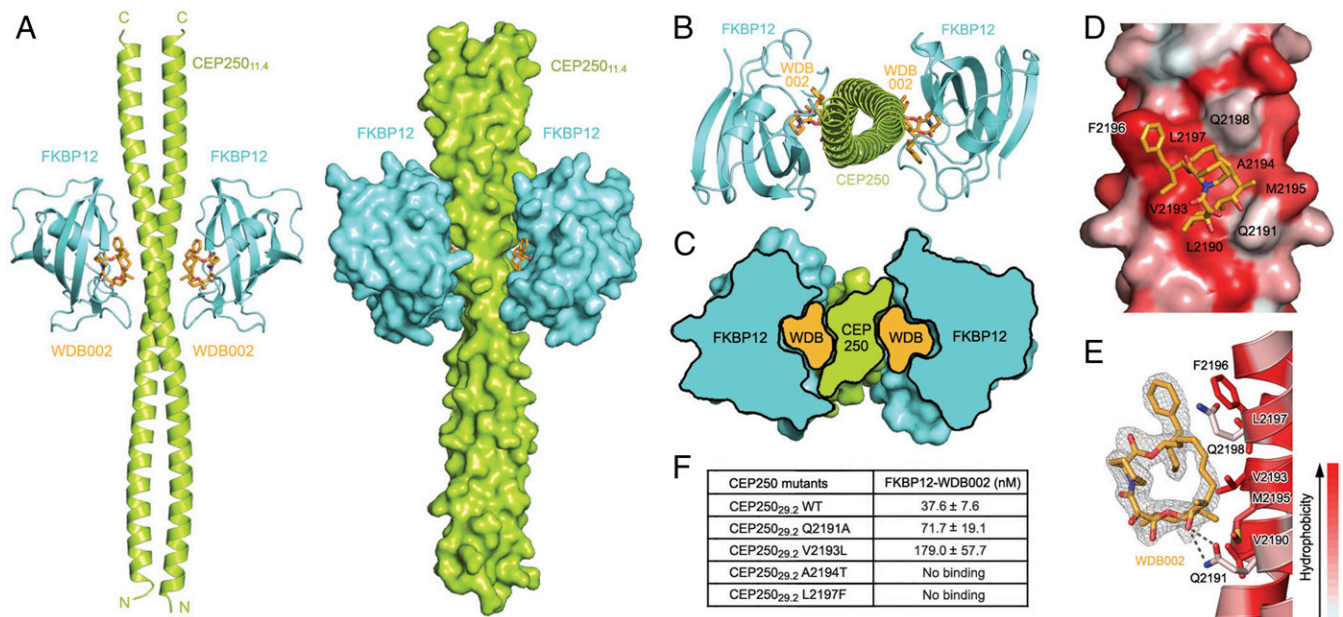 A
C C
CEP25011.4
FKBP12 FKBP12
WDB002 WDB002
N N
CEP25011.4
FKBP12 FKBP12
B
FKBP12
WDB
002
WDB
002
FKBP12
CEP250
C
FKBP12 WDB CEP
250 WDB FKBP12
D
F2196
Q2198
L2197
A2194
M2195
V2193
Q2191
L2190
E
F2196
L2197
Q2198
V2193
M2195
V2190
WDB002
Q2191
Hydrophobicity
F
CEP250 mutants FKBP12-WDB002 (nM)
CEP25029.2 WT 37.6 ± 7.6
CEP25029.2 Q2191A 71.7 ± 19.1
CEP25029.2 V2193L 179.0 ± 57.7
CEP25029.2 A2194T No binding
CEP25029.2 L2197F No binding